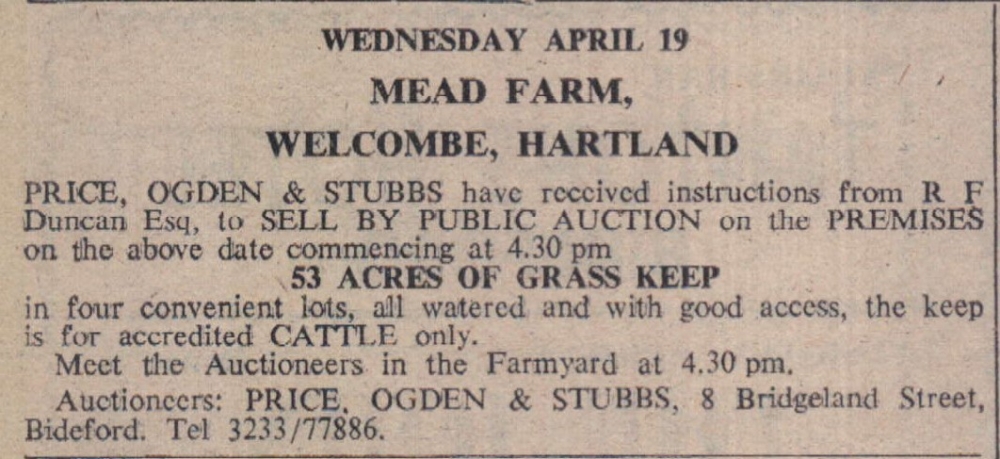 WEDNESDAY APRIL 19
MEAD FARM,
WELCOMBE, HARTLAND
PRICE, OGDEN & STUBBS have received instructions from R F
Duncan Esq, to SELL BY PUBLIC AUCTION on the PREMISES
on the above date commencing at 4.30 pm
53 ACRES OF GRASS KEEP
in four convenient lots, all watered and with good access, the keep
is for accredited CATTLE only.
Meet the Auctioneers in the Farmyard at 4.30 pm.
Auctioneers: PRICE, OGDEN & STUBBS, 8 Bridgeland Street,
Bideford. Tel 3233/77886.